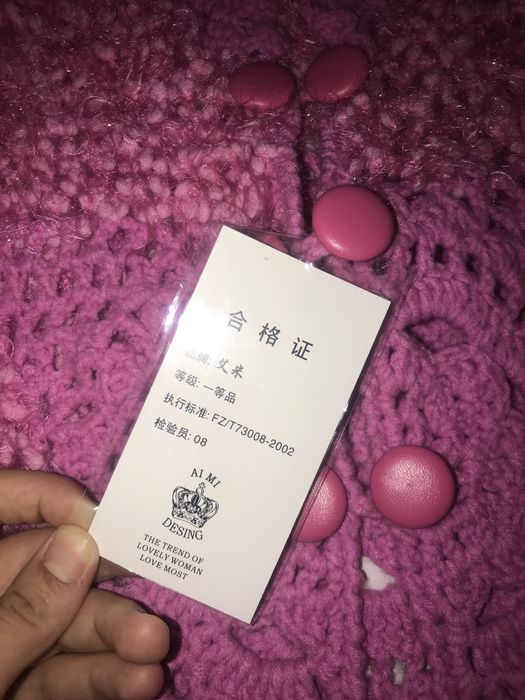 合格证
品牌: 艾米
等级: 一等品
执行标准: FZ/T73008-2002
检验员: 08
AI MI
DESING
THE TREND OF
LOVELY WOMAN
LOVE MOST